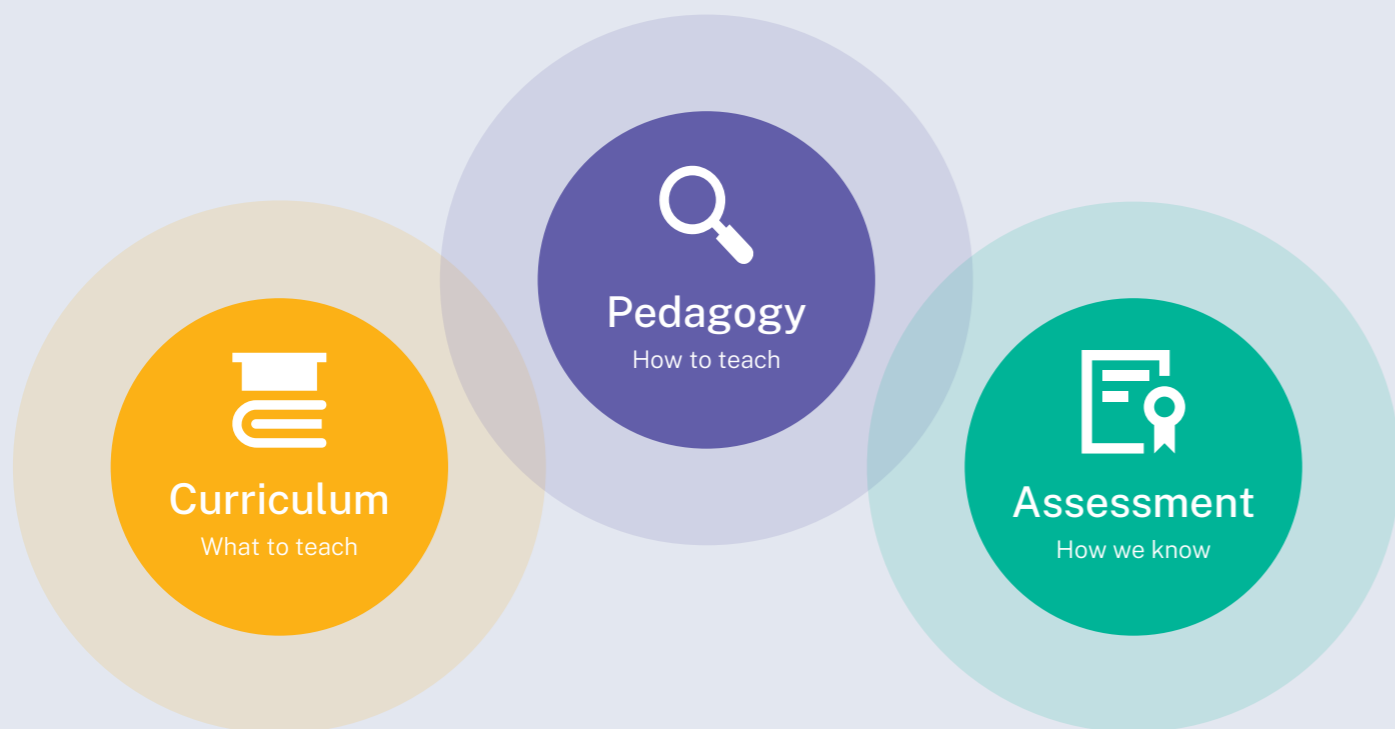 Pedagogy
How to teach
Curriculum
What to teach
Assessment
How we know